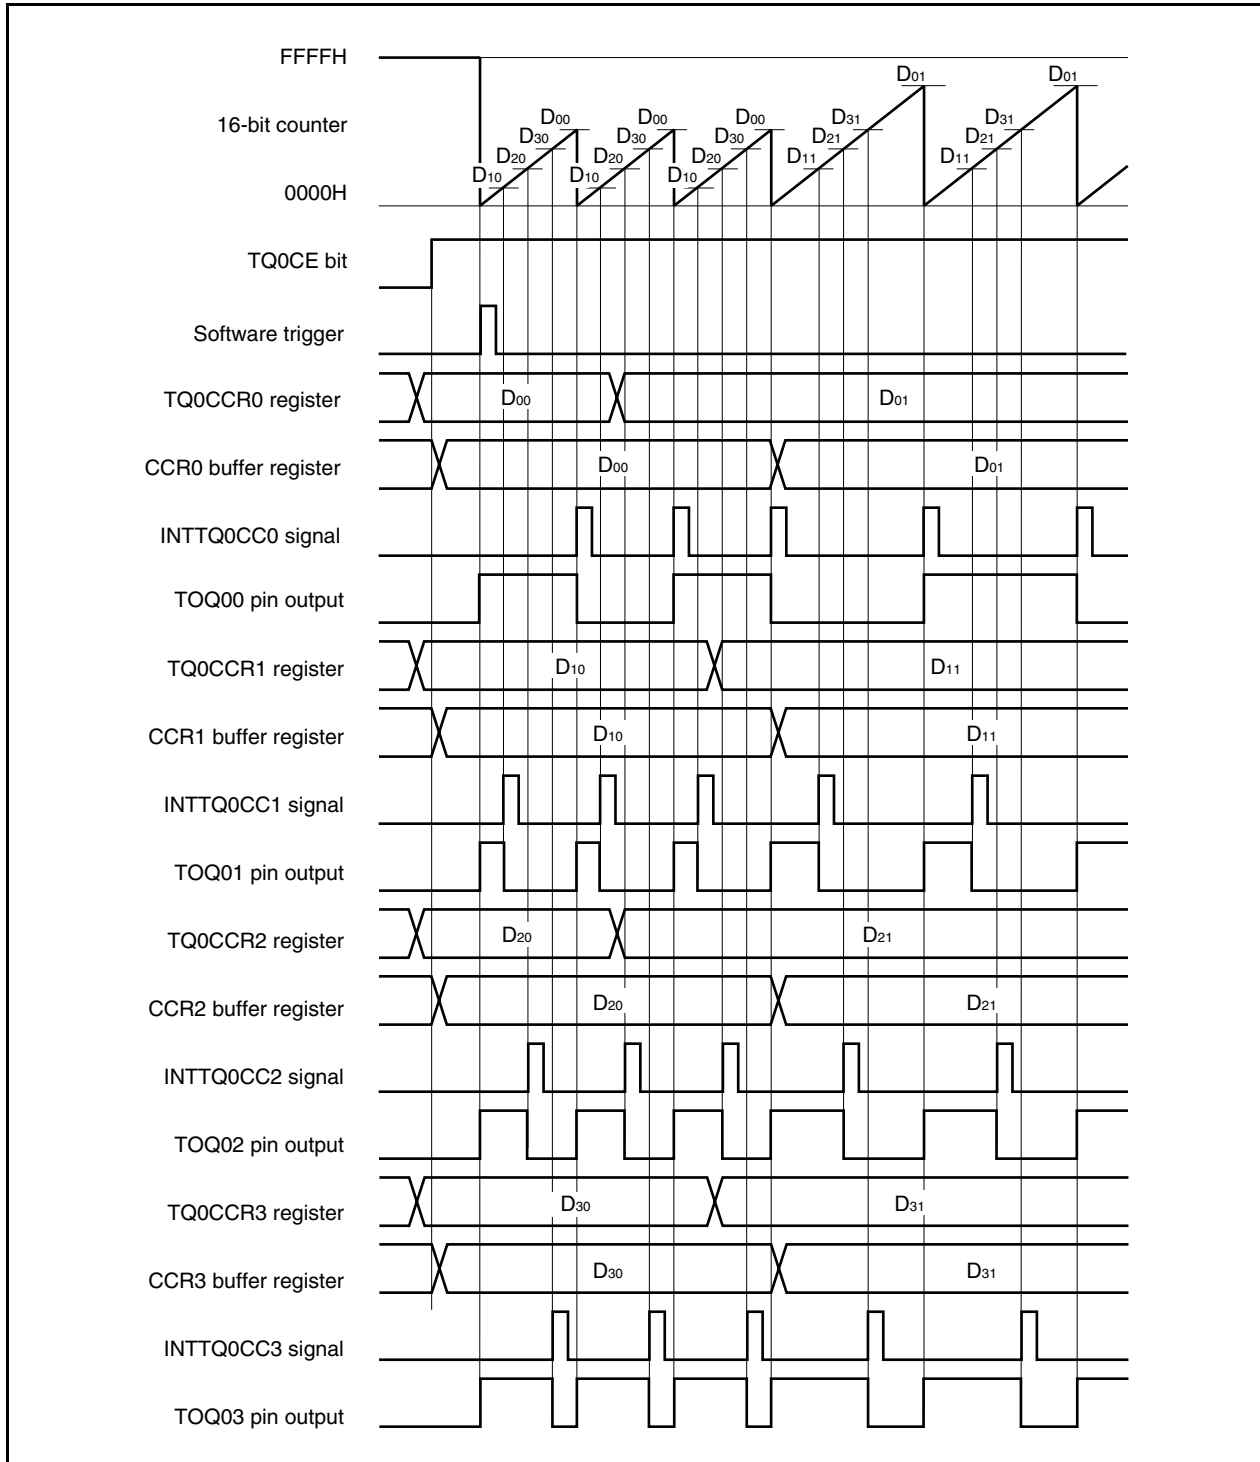 FFFFH
D01 D01
16-bit counter D00 D00 D00 D31 D31
D30 D30 D30 D21 D21
D20 D20 D20 D11 D11
D10 D10 D10
0000H
TQ0CE bit
Software trigger
TQ0CCR0 register D00 D01
CCR0 buffer register D00 D01
INTTQ0CC0 signal
TOQ00 pin output
TQ0CCR1 register D10 D11
CCR1 buffer register D10 D11
INTTQ0CC1 signal
TOQ01 pin output
TQ0CCR2 register D20 D21
CCR2 buffer register D20 D21
INTTQ0CC2 signal
TOQ02 pin output
TQ0CCR3 register D30 D31
CCR3 buffer register D30 D31
INTTQ0CC3 signal
TOQ03 pin output